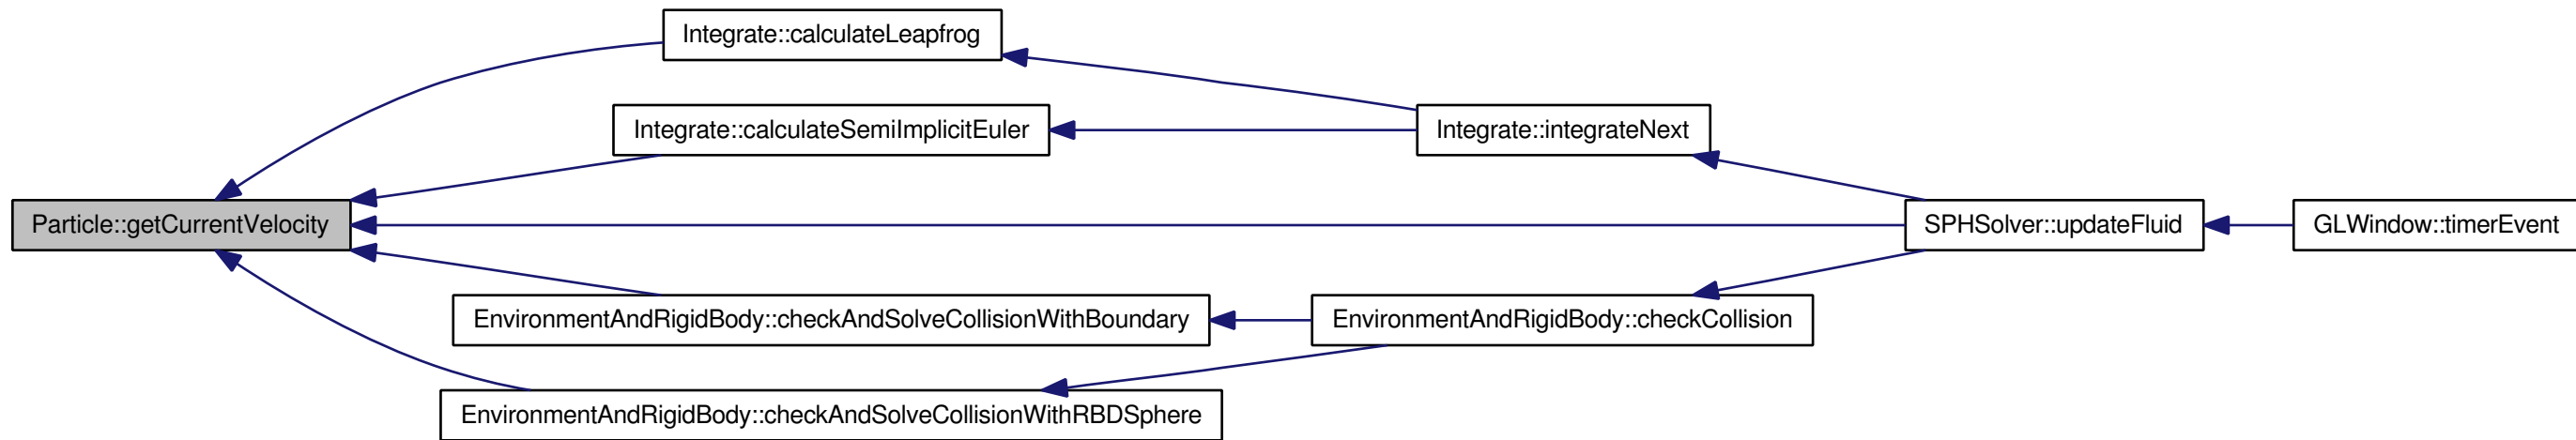 Integrate::calculateLeapfrog
Integrate::calculateSemiImplicitEuler
Integrate::integrateNext
Particle::getCurrentVelocity
SPHSolver::updateFluid
GLWindow::timerEvent
EnvironmentAndRigidBody::checkAndSolveCollisionWithBoundary
EnvironmentAndRigidBody::checkCollision
EnvironmentAndRigidBody::checkAndSolveCollisionWithRBDSphere